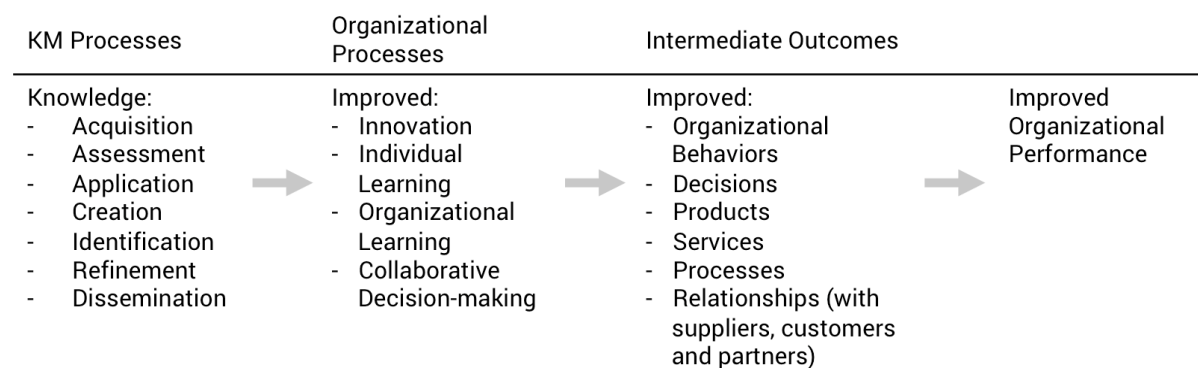 KM Processes
Organizational
Processes
Intermediate Outcomes
Knowledge:
- Acquisition
- Assessment
- Application
- Creation
- Identification
- Refinement
- Dissemination
Improved:
- Innovation
- Individual
Learning
- Organizational
Learning
- Collaborative
Decision-making
Improved:
- Organizational
Behaviors
- Decisions
- Products
- Services
- Processes
- Relationships (with
suppliers, customers
and partners)
Improved
Organizational
Performance